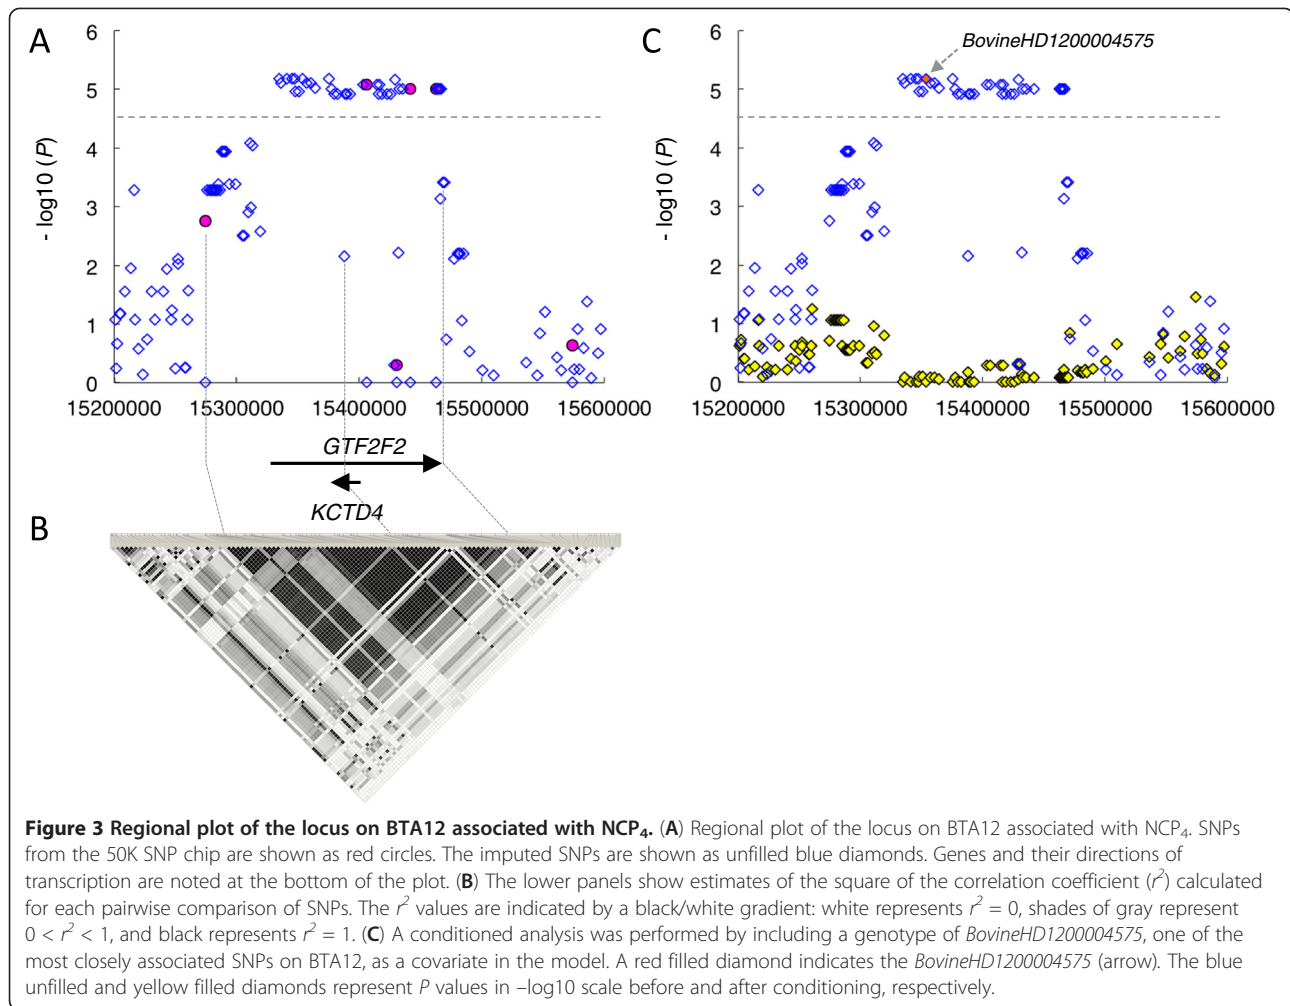 A
6
5
4
3
2
1
0
- log10 (P)
15200000 15300000 15400000 15500000 15600000
C
BovineHD1200004575
6
5
4
3
2
1
0
- log10 (P)
15200000 15300000 15400000 15500000 15600000
GTF2F2
KCTD4
B
Figure 3 Regional plot of the locus on BTA12 associated with NCP₄. (A) Regional plot of the locus on BTA12 associated with NCP₄. SNPs
from the 50K SNP chip are shown as red circles. The imputed SNPs are shown as unfilled blue diamonds. Genes and their directions of
transcription are noted at the bottom of the plot. (B) The lower panels show estimates of the square of the correlation coefficient (r²) calculated
for each pairwise comparison of SNPs. The r² values are indicated by a black/white gradient: white represents r² = 0, shades of gray represent
0 < r² < 1, and black represents r² = 1. (C) A conditioned analysis was performed by including a genotype of BovineHD1200004575, one of the
most closely associated SNPs on BTA12, as a covariate in the model. A red filled diamond indicates the BovineHD1200004575 (arrow). The blue
unfilled and yellow filled diamonds represent P values in –log10 scale before and after conditioning, respectively.